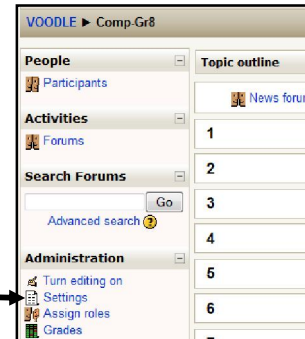 VOODLE ► Comp-Gr8
People
Participants
Activities
Forums
Search Forums
Go
Advanced search ?
Administration
Turn editing on
Settings
Assign roles
Grades
Topic outline
News
1
2
3
4
5
6